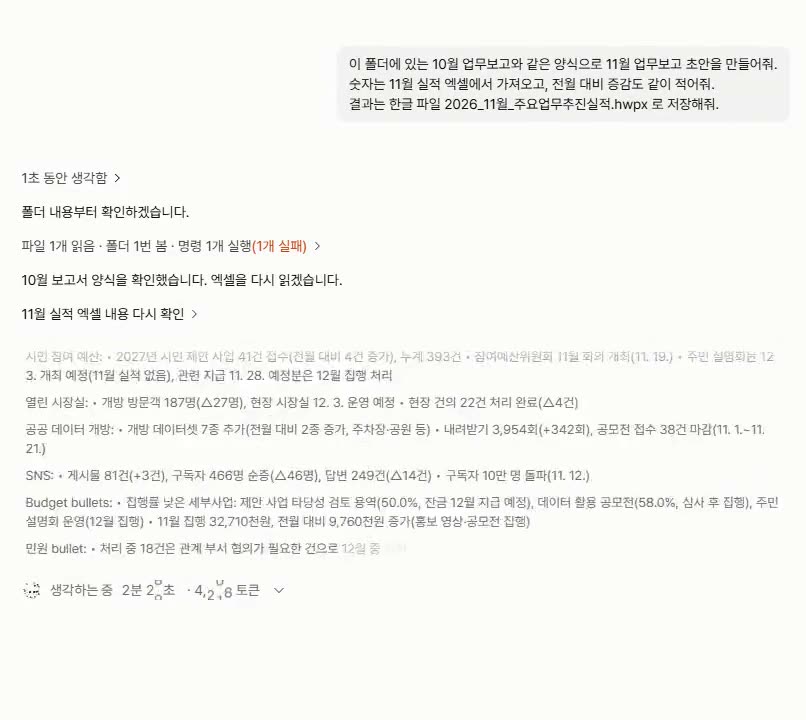 이 폴더에 있는 10월 업무보고와 같은 양식으로 11월 업무보고 초안을 만들어줘.
숫자는 11월 실적 엑셀에서 가져오고, 전월 대비 증감도 같이 적어줘.
결과는 한글 파일 2026_11월_주요업무추진실적.hwpx 로 저장해줘.
1초 동안 생각함
폴더 내용부터 확인하겠습니다.
파일 1개 읽음 · 폴더 1번 봄 · 명령 1개 실행(1개 실패)
10월 보고서 양식을 확인했습니다. 엑셀을 다시 읽겠습니다.
11월 실적 엑셀 내용 다시 확인
시민 참여 예산: • 2027년 시민 제안 사업 41건 접수(전월 대비 4건 증가), 누계 393건 • 참여예산위원회 11월 회의 개최(11. 19.) • 주민 설명회는 12
3. 개최 예정(11월 실적 없음), 관련 지급 11. 28. 예정분은 12월 집행 처리
열린 시장실: • 개방 방문객 187명(△27명), 현장 시장실 12. 3. 운영 예정 • 현장 건의 22건 처리 완료(△4건)
공공 데이터 개방: • 개방 데이터셋 7종 추가(전월 대비 2종 증가, 주차장·공원 등) • 내려받기 3,954회(+342회), 공모전 접수 38건 마감(11. 1.~11.
21.)
SNS: • 게시물 81건(+3건), 구독자 466명 순증(△46명), 답변 249건(△14건) • 구독자 10만 명 돌파(11. 12.)
Budget bullets: • 집행률 낮은 세부사업: 제안 사업 타당성 검토 용역(50.0%, 잔금 12월 지급 예정), 데이터 활용 공모전(58.0%, 심사 후 집행), 주민
설명회 운영(12월 집행) • 11월 집행 32,710천원, 전월 대비 9,760천원 증가(홍보 영상·공모전 집행)
민원 bullet: • 처리 중 18건은 관계 부서 협의가 필요한 건으로 12월 중
생각하는 중 2분 초 · 토큰